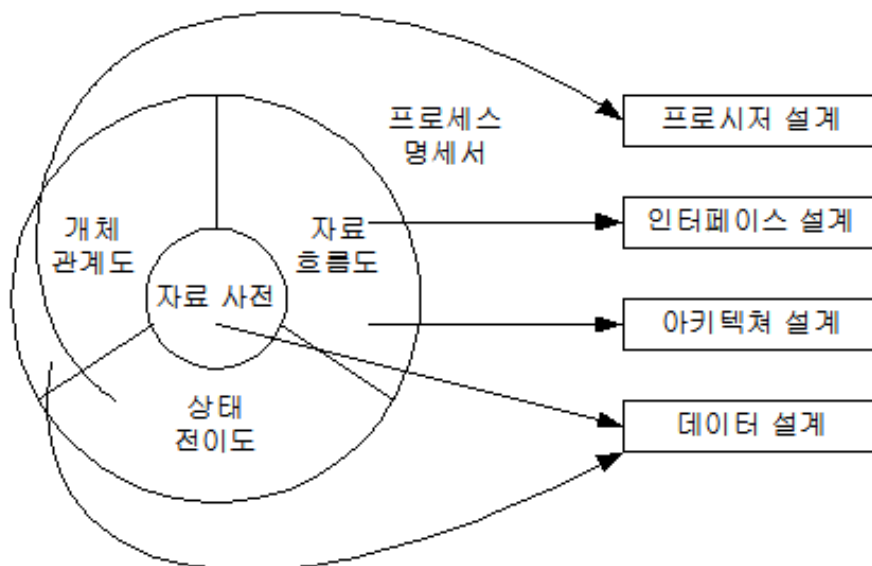 프로세스
명세서
프로시저 설계
개체
관계도
자료
흐름도
인터페이스 설계
자료 사전
아키텍쳐 설계
상태
전이도
데이터 설계